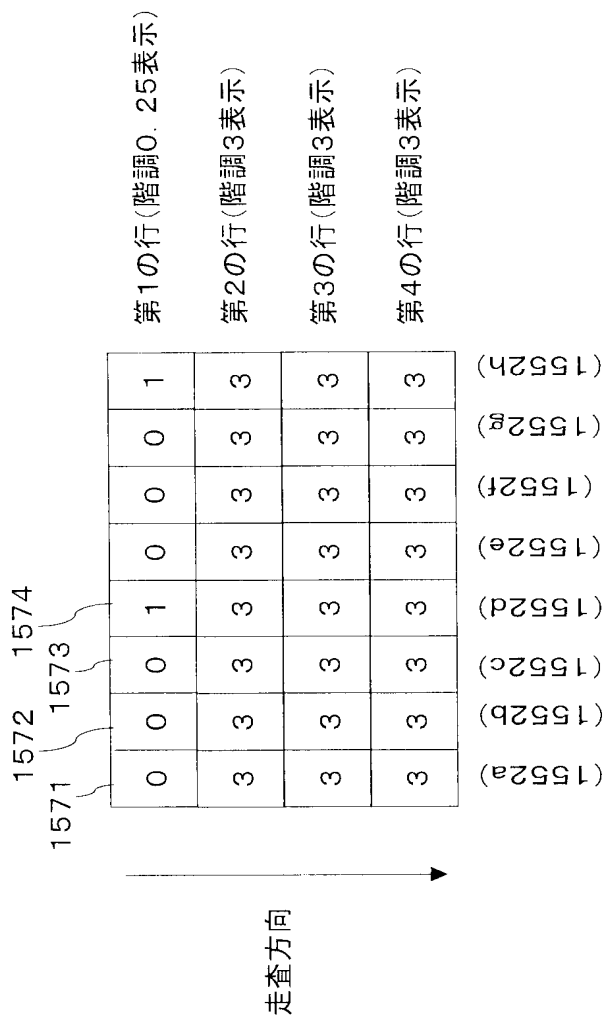 1571 1572 1573 1574
0 0 0 1 0 0 0 1 第1の行(階調0. 25表示)
3 3 3 3 3 3 3 3 第2の行(階調3表示)
3 3 3 3 3 3 3 3 第3の行(階調3表示)
3 3 3 3 3 3 3 3 第4の行(階調3表示)
(1552a) (1552b) (1552c) (1552d) (1552e) (1552f) (1552g) (1552h)
走査方向